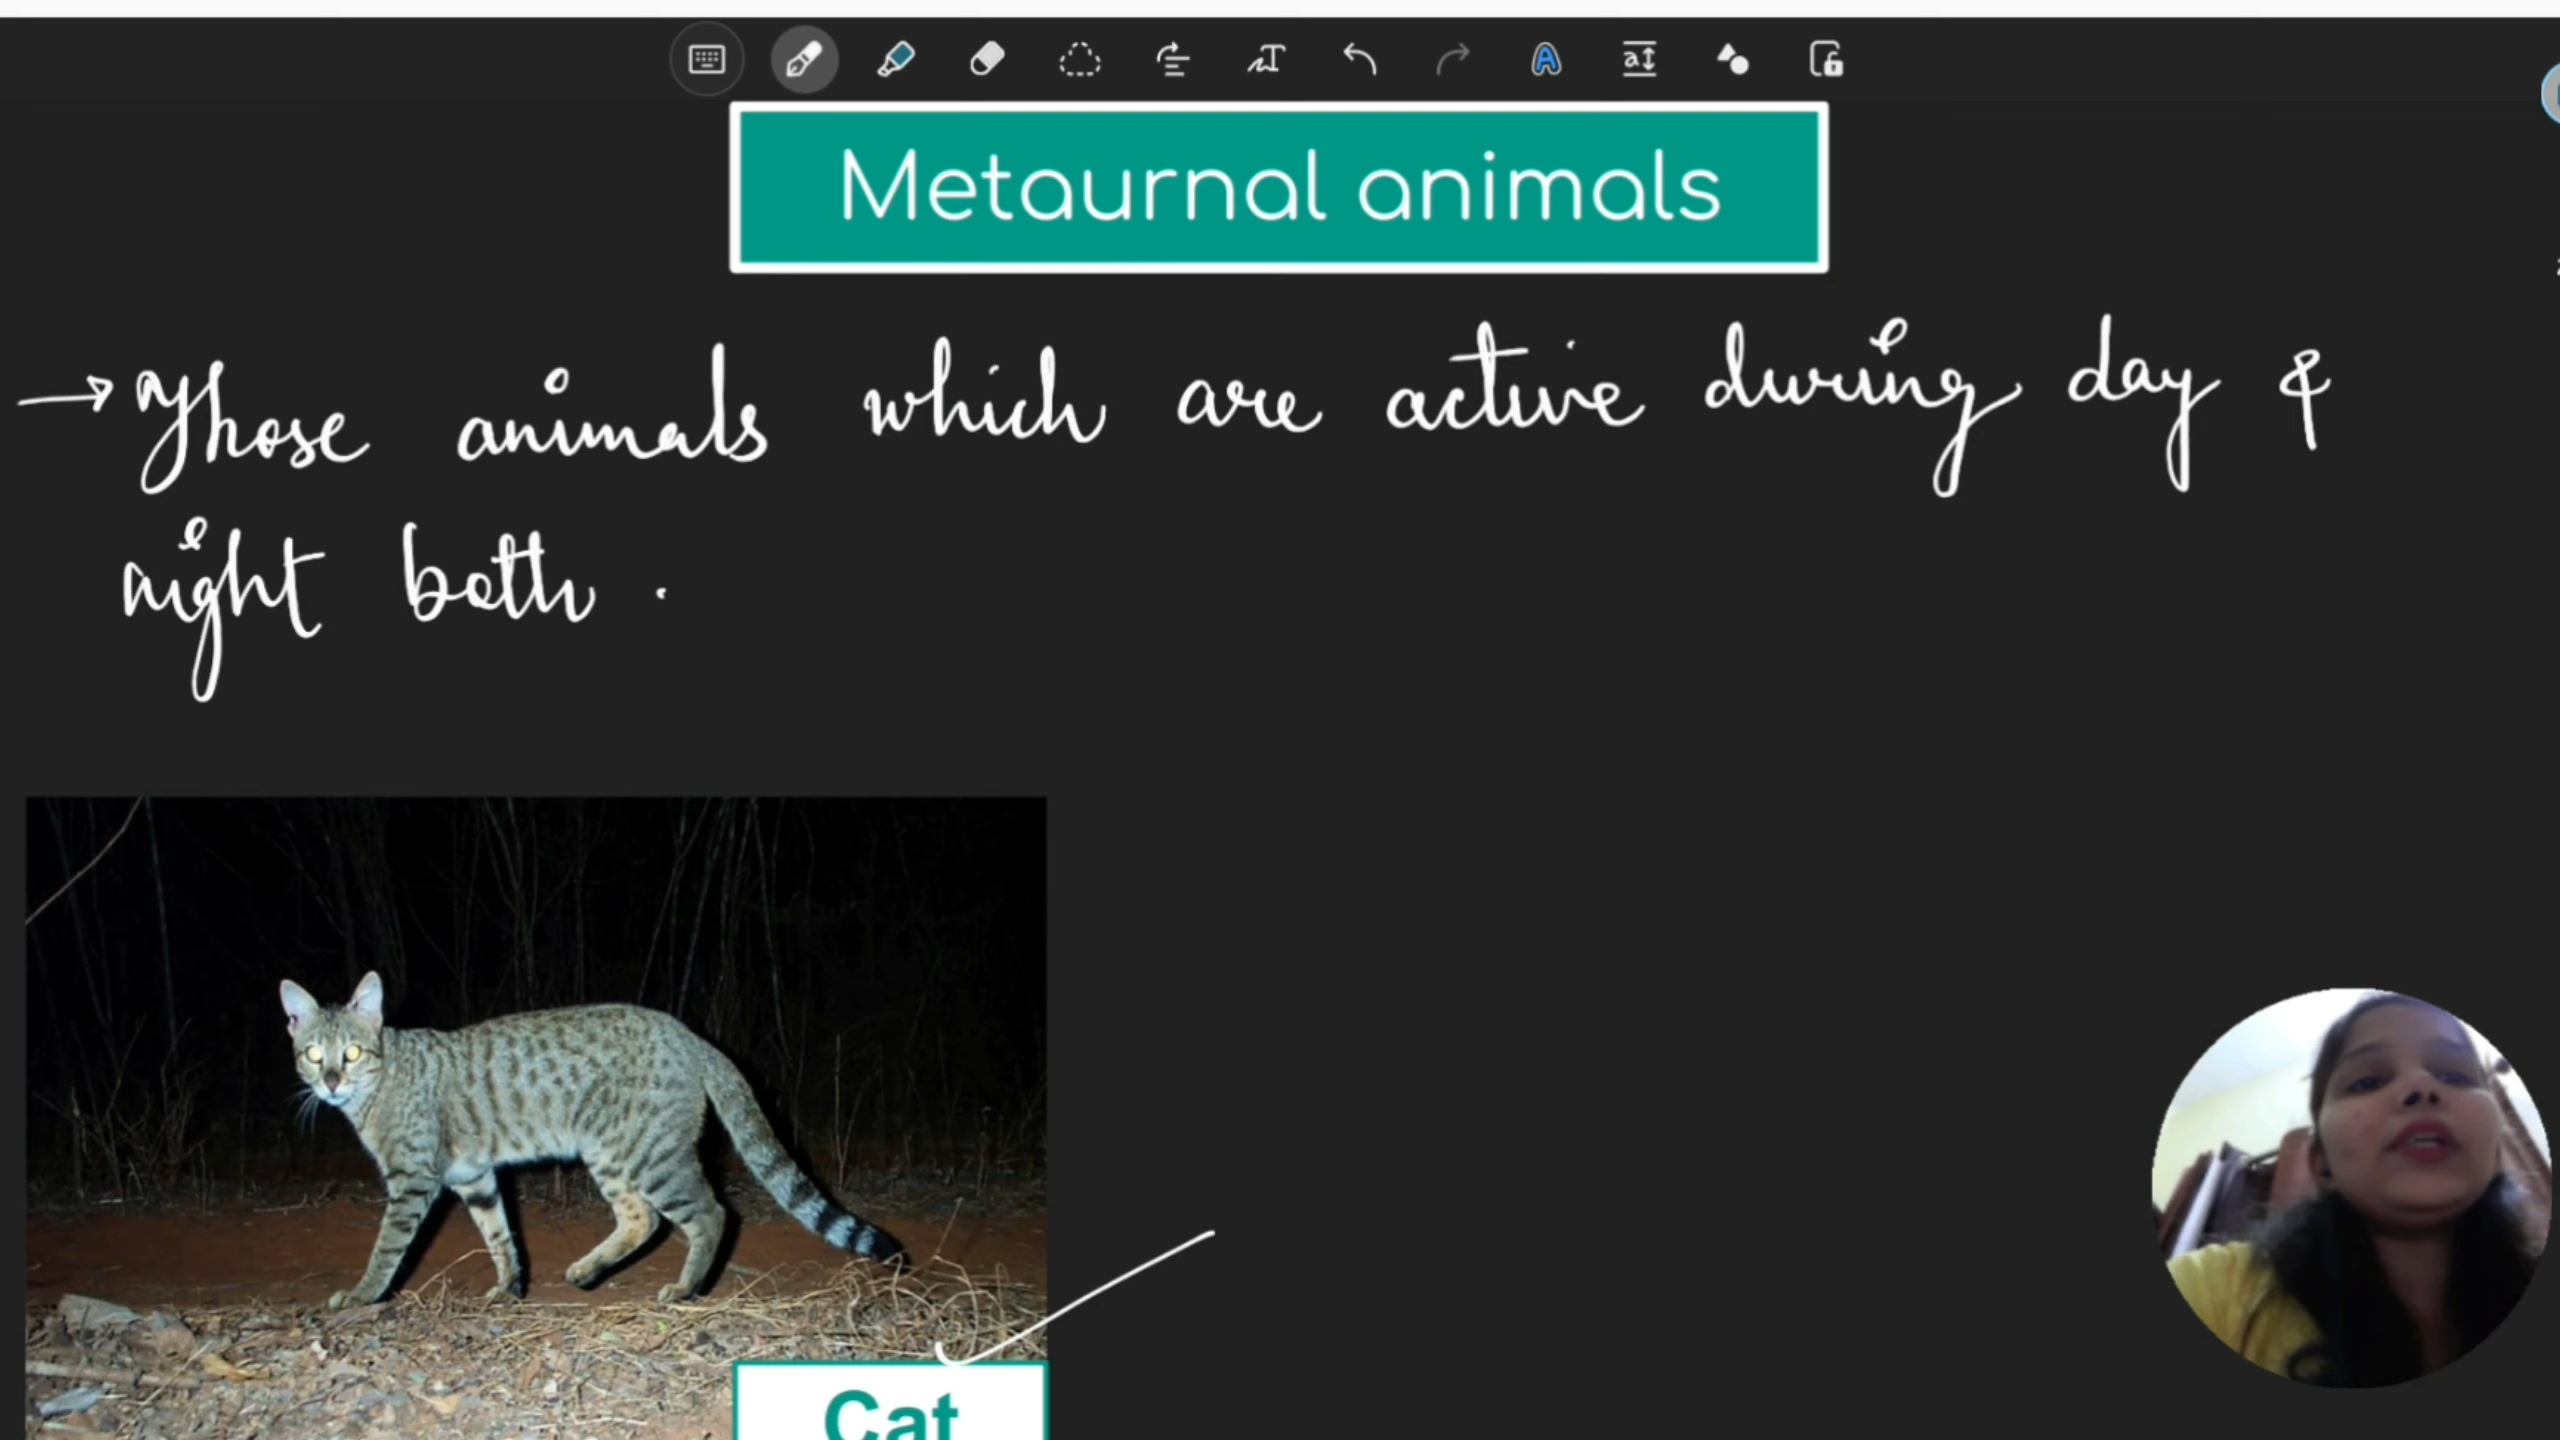 Metaurnal animals
→ Those animals which are active during day &
night both .
Cat